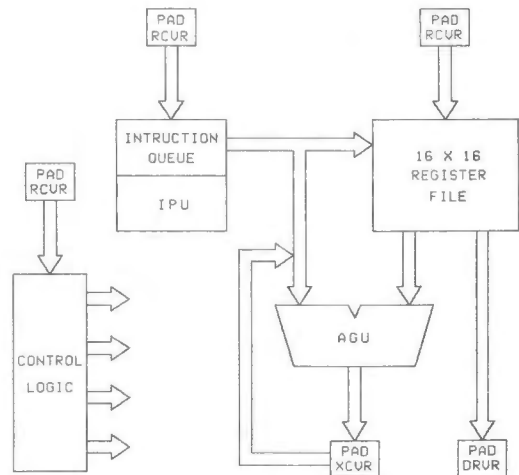 PAD
RCVR
PAD
RCVR
INTRUCTION
QUEUE
IPU
16 X 16
REGISTER
FILE
PAD
RCVR
CONTROL
LOGIC
AGU
PAD
XCVR
PAD
DRVR